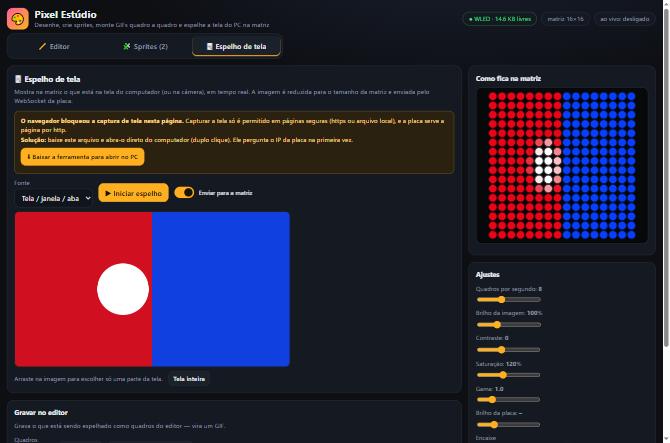 Pixel Estúdio
Desenhe, crie sprites, monte GIFs quadro a quadro e espelhe a tela do PC na matriz
WLED · 14.6 KB livres
matriz 16×16
ao vivo: desligado
Editor
Sprites (2)
Espelho de tela
Espelho de tela
Mostra na matriz o que está na tela do computador (ou na câmera), em tempo real. A imagem é reduzida para o tamanho da matriz e enviada pelo
WebSocket da placa.
O navegador bloqueou a captura de tela nesta página. Capturar a tela só é permitido em páginas seguras (https ou arquivo local), e a placa serve a
página por http.
Solução: baixe este arquivo e abra-o direto do computador (duplo clique). Ele pergunta o IP da placa na primeira vez.
⬇ Baixar a ferramenta para abrir no PC
Fonte
Tela / janela / aba
▶ Iniciar espelho
Enviar para a matriz
Arraste na imagem para escolher só uma parte da tela.
Tela inteira
Gravar no editor
Grava o que está sendo espelhado como quadros do editor — vira um GIF.
Quadros
Como fica na matriz
Ajustes
Quadros por segundo: 8
Brilho da imagem: 100%
Contraste: 0
Saturação: 120%
Gama: 1.0
Brilho da placa: –
Encaixe